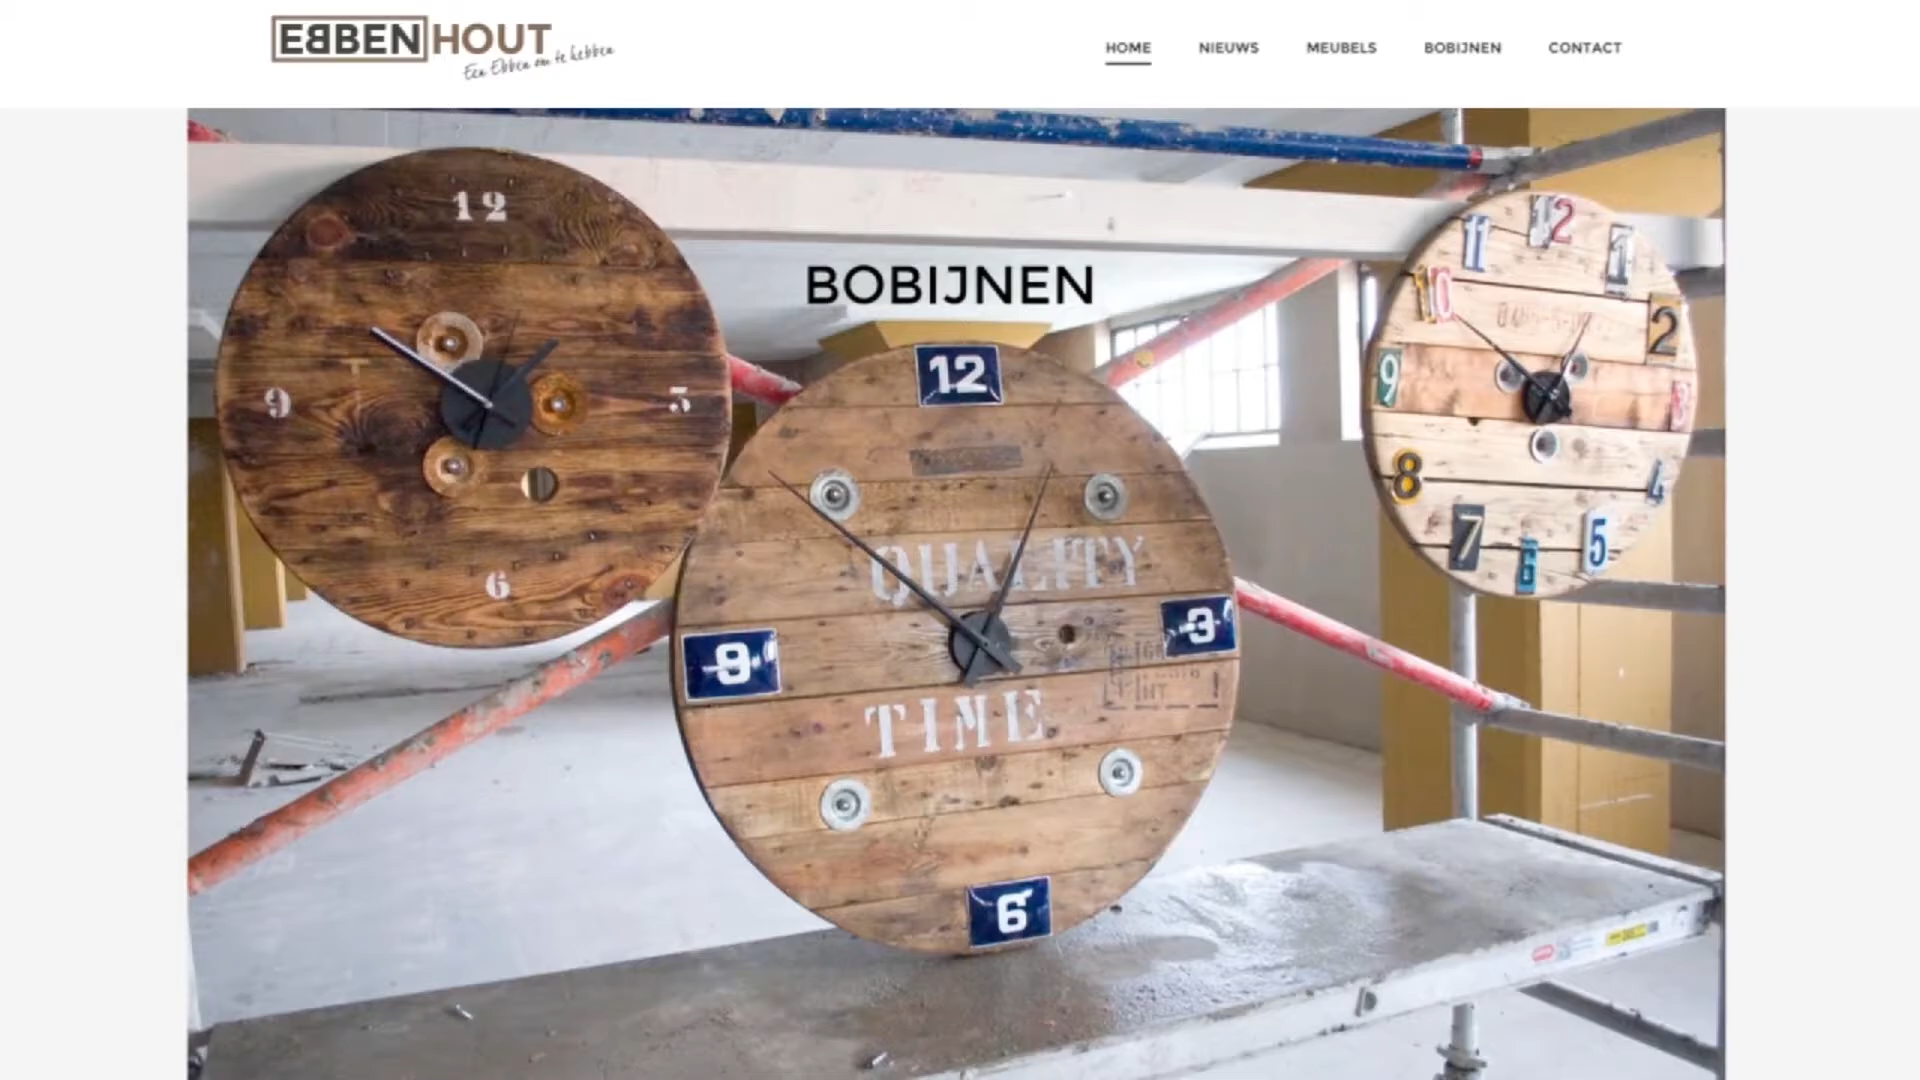 EBBENHOUT
Een Ebben om te hebben
HOME NIEUWS MEUBELS BOBIJNEN CONTACT
BOBIJNEN
12
9 3
6
12
QUALITY
9 3
TIME
6
12
11 1
10 2
9 3
8 4
7 5
6